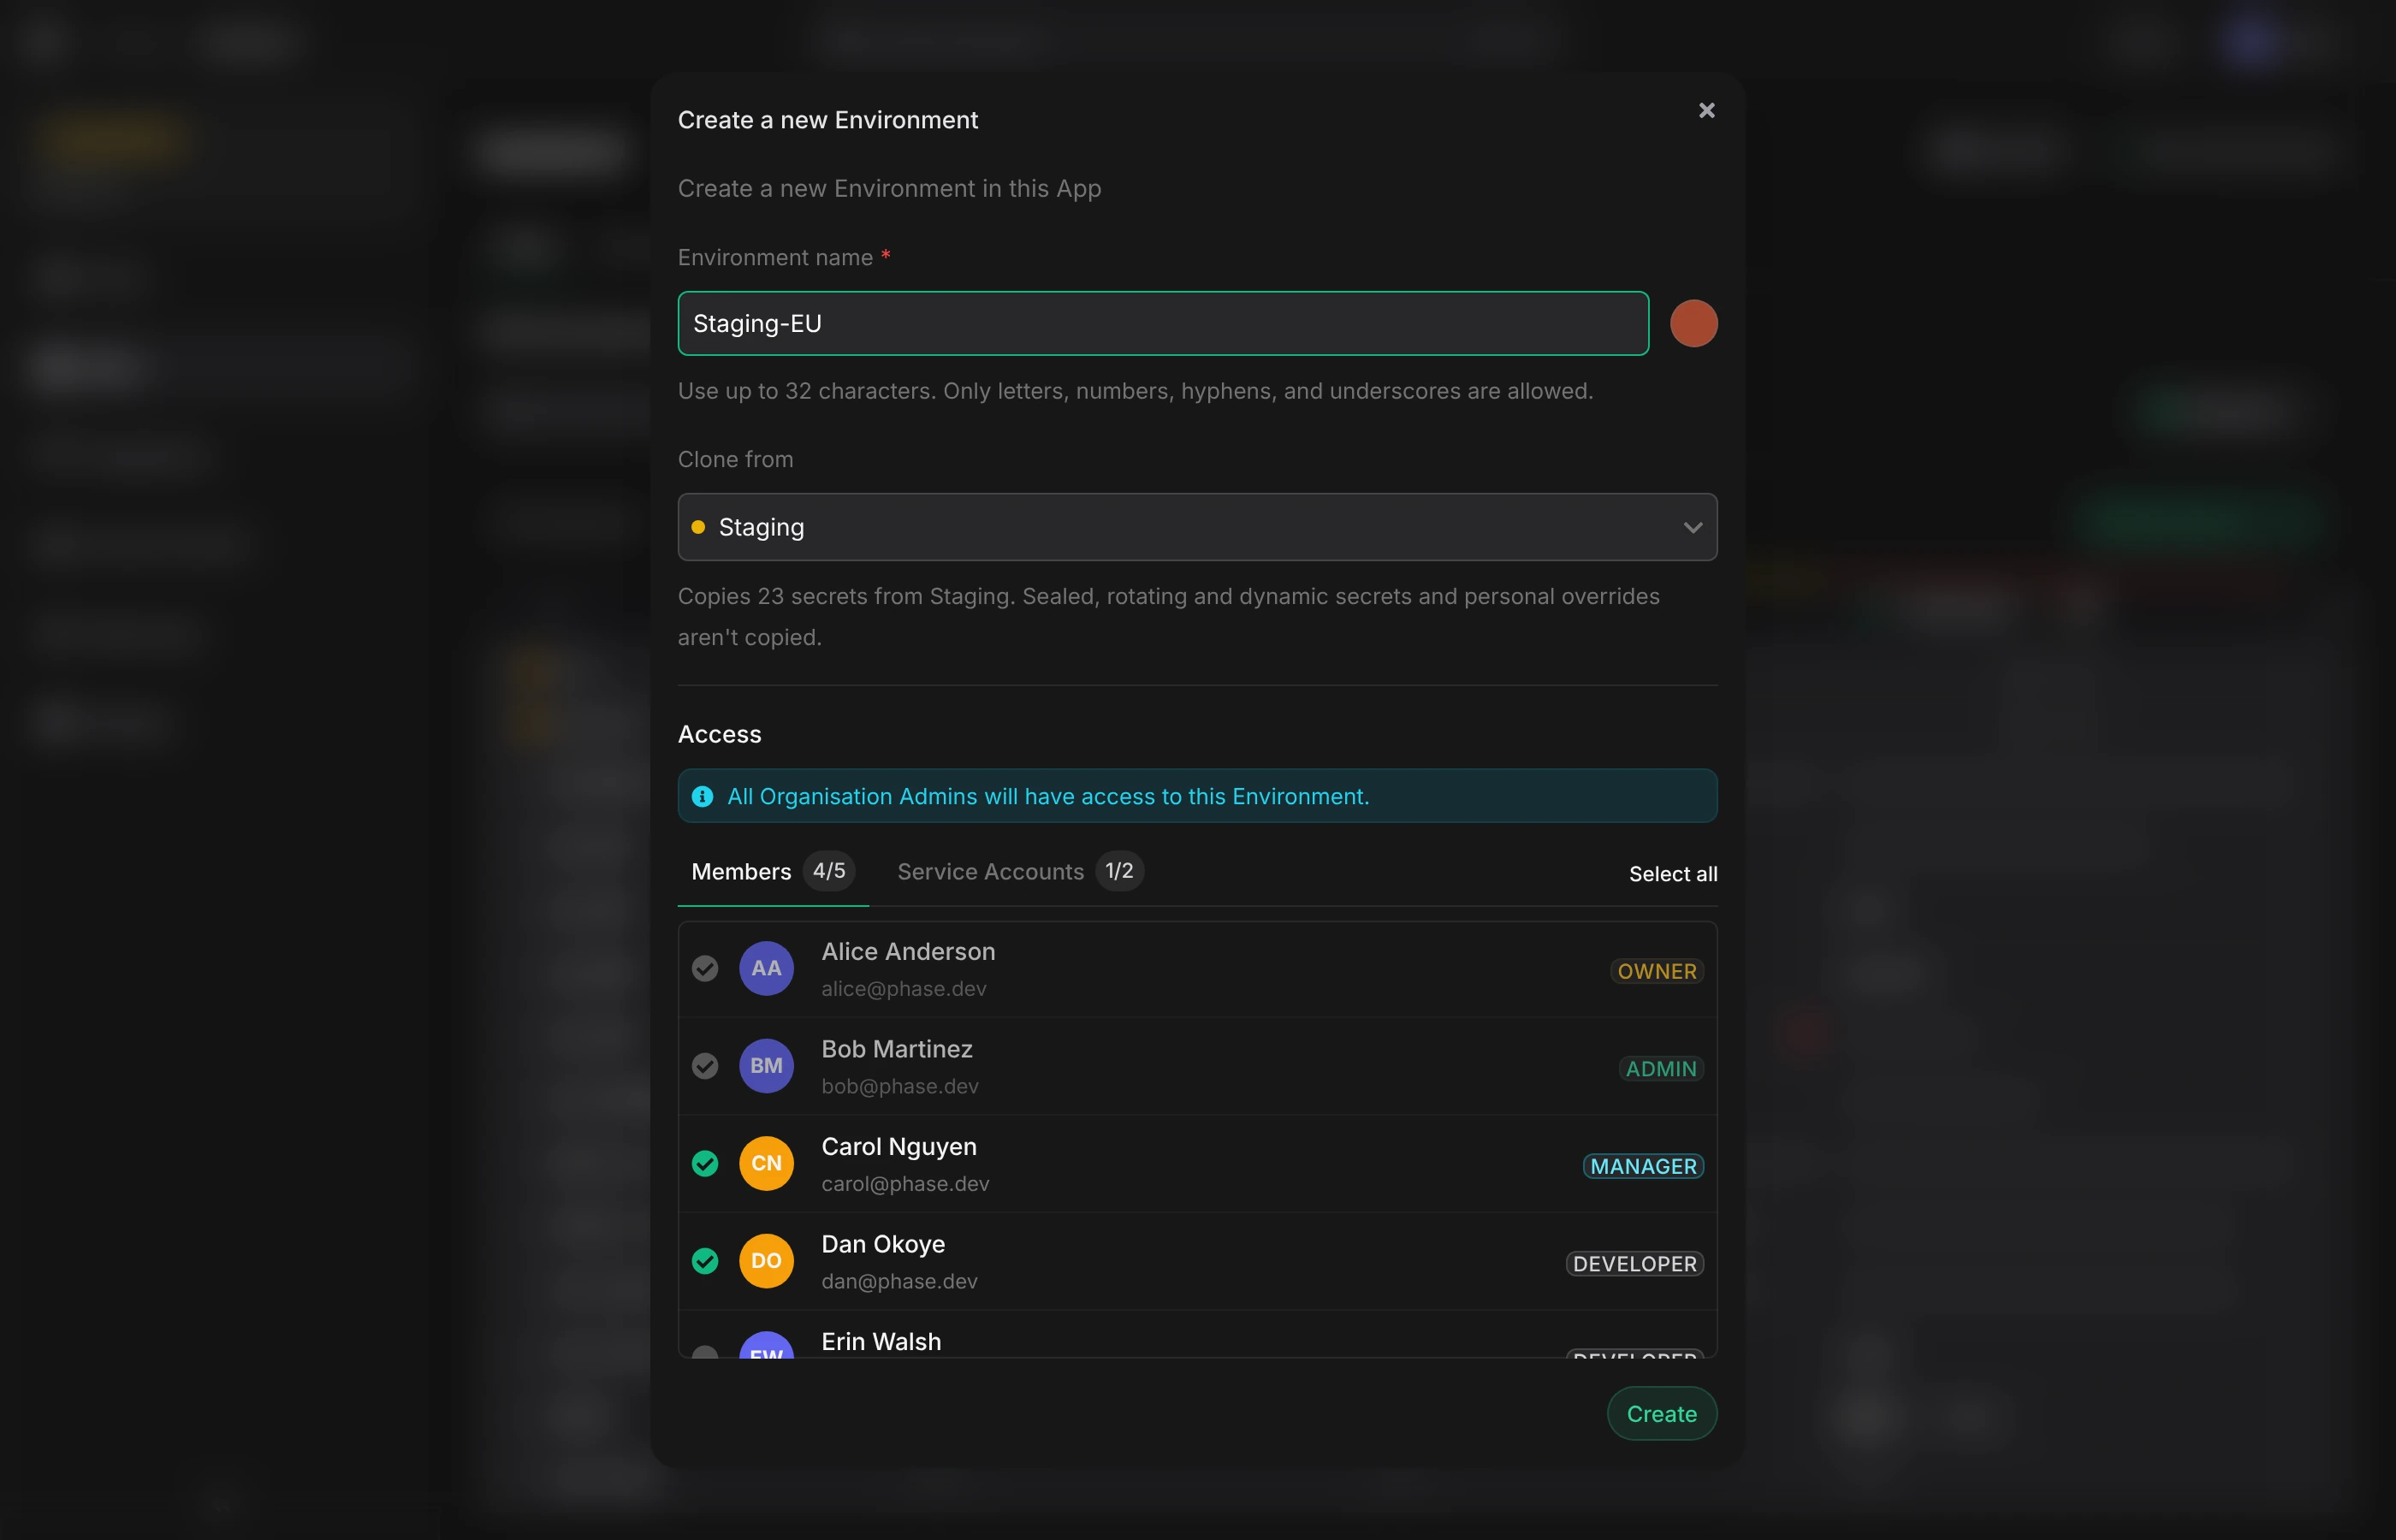 Create a new Environment
Create a new Environment in this App
Environment name *
Staging-EU
Use up to 32 characters. Only letters, numbers, hyphens, and underscores are allowed.
Clone from
Staging
Copies 23 secrets from Staging. Sealed, rotating and dynamic secrets and personal overrides
aren't copied.
Access
All Organisation Admins will have access to this Environment.
Members 4/5 Service Accounts 1/2 Select all
AA Alice Anderson OWNER
alice@phase.dev
BM Bob Martinez ADMIN
bob@phase.dev
CN Carol Nguyen MANAGER
carol@phase.dev
DO Dan Okoye DEVELOPER
dan@phase.dev
EW Erin Walsh DEVELOPER
Create